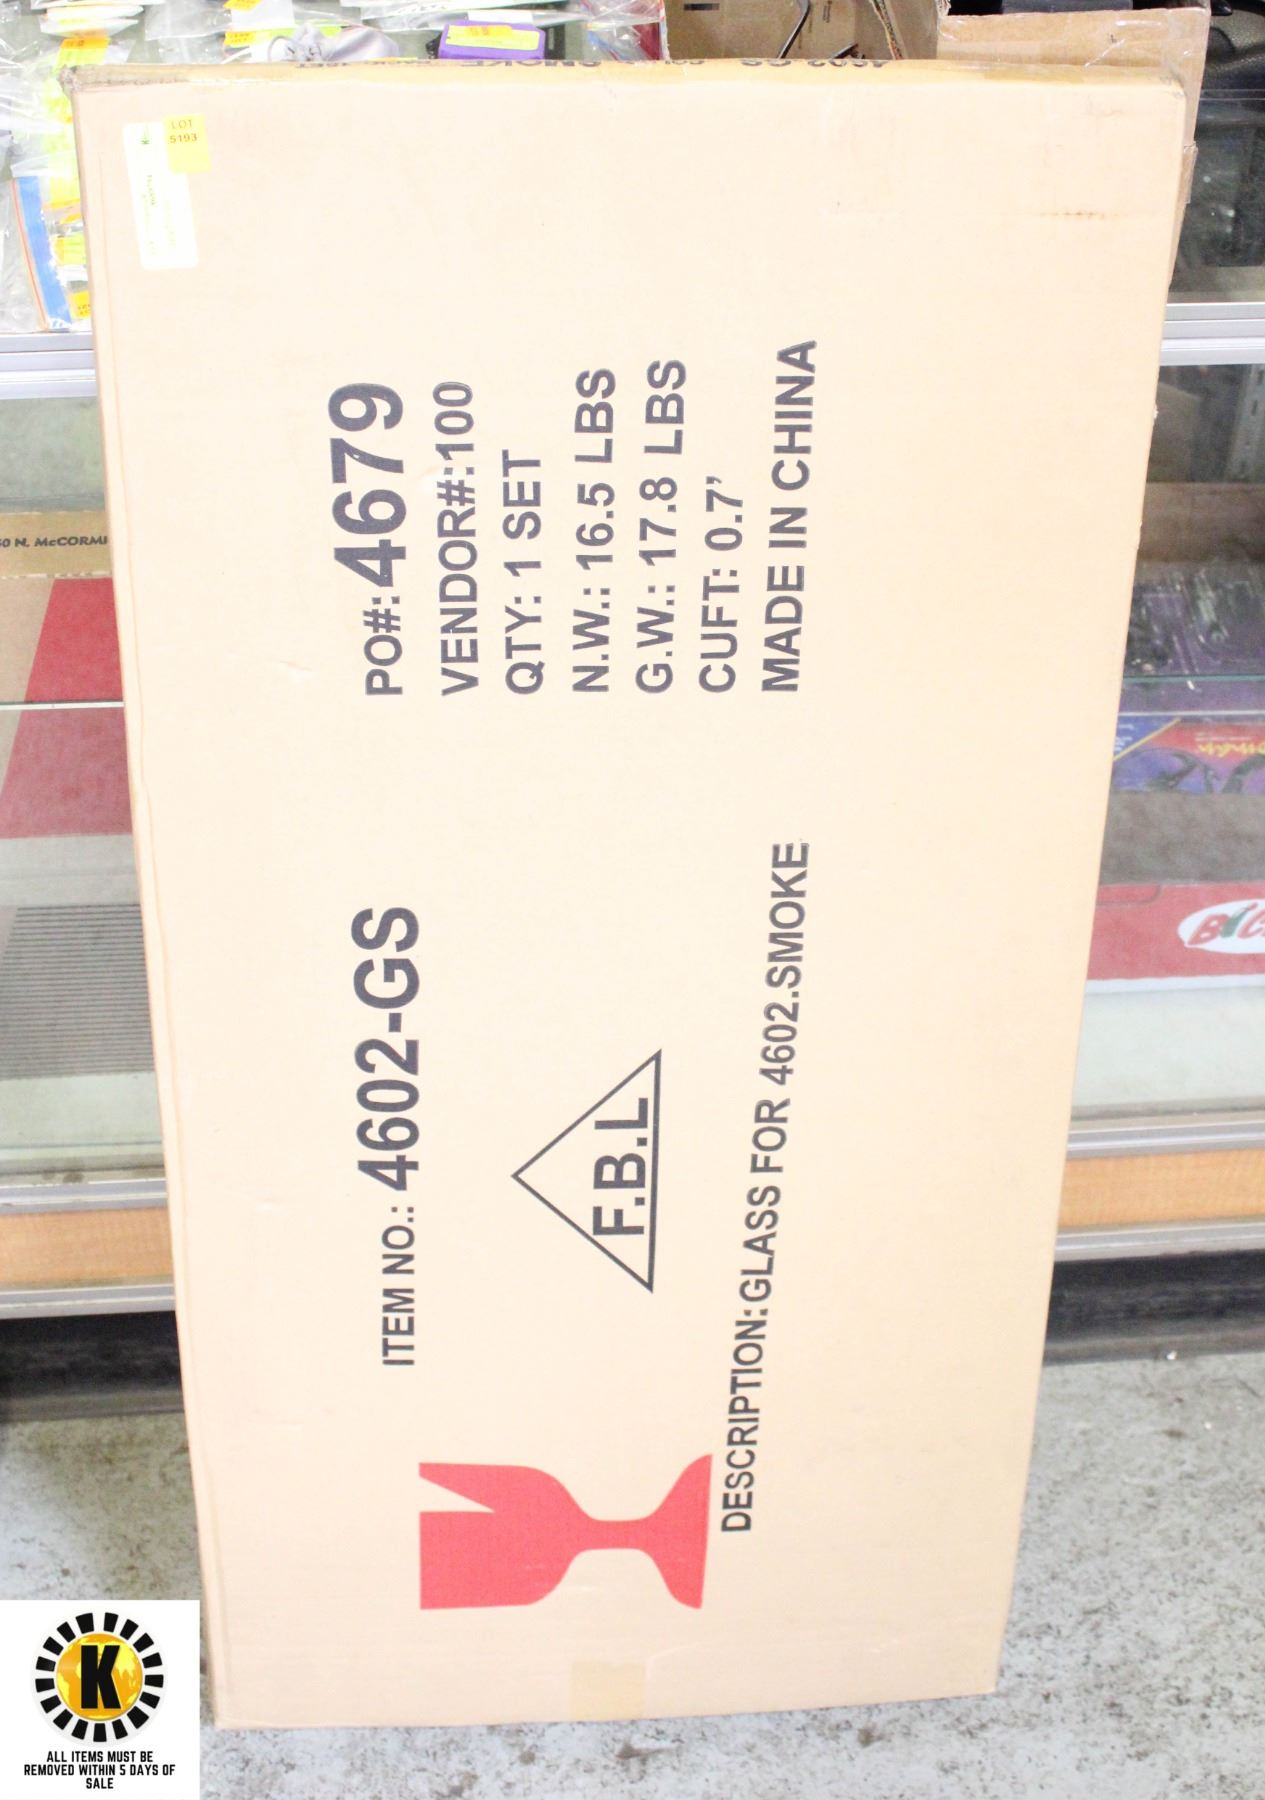 LOT
5193
PO#:4679
VENDOR#:100
QTY: 1 SET
N.W.: 16.5 LBS
G.W.: 17.8 LBS
CUFT: 0.7'
MADE IN CHINA
ITEM NO.: 4602-GS
F.B.L
DESCRIPTION:GLASS FOR 4602.SMOKE
N. McCORMI
K
ALL ITEMS MUST BE
REMOVED WITHIN 5 DAYS OF
SALE